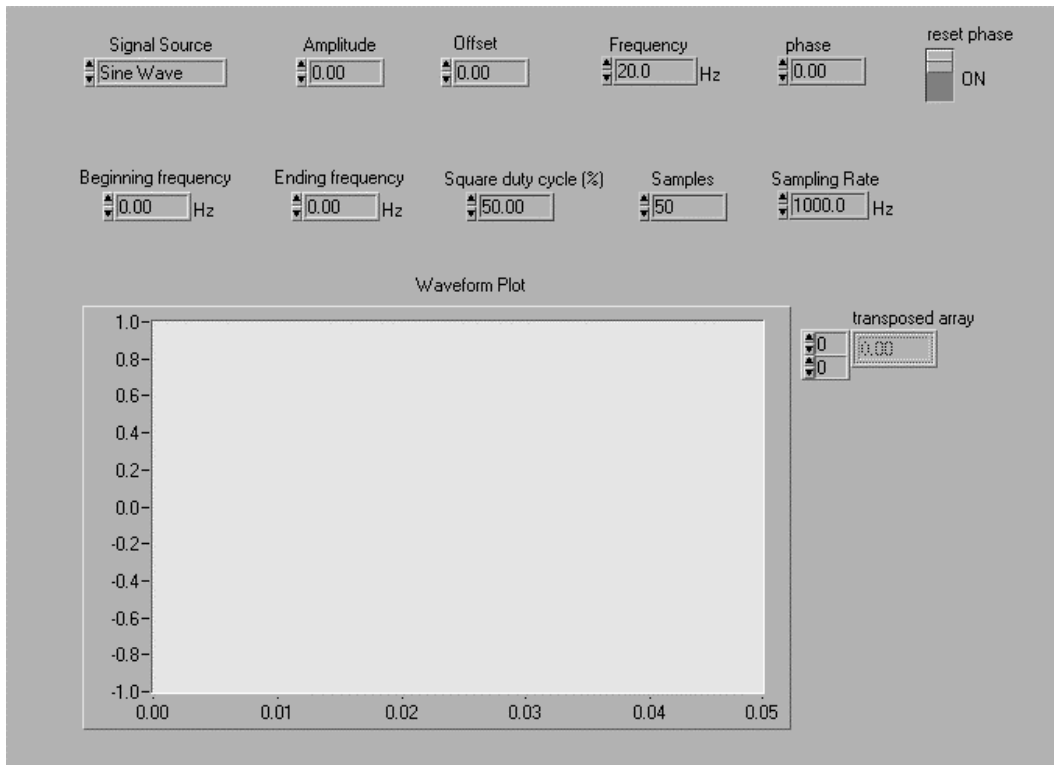 Signal Source Amplitude Offset Frequency phase reset phase
Sine Wave 0.00 0.00 20.0 Hz 0.00 ON
Beginning frequency Ending frequency Square duty cycle (%) Samples Sampling Rate
0.00 Hz 0.00 Hz 50.00 50 1000.0 Hz
Waveform Plot
transposed array
0 0.00
0
1.0
0.8
0.6
0.4
0.2
0.0
-0.2
-0.4
-0.6
-0.8
-1.0
0.00 0.01 0.02 0.03 0.04 0.05